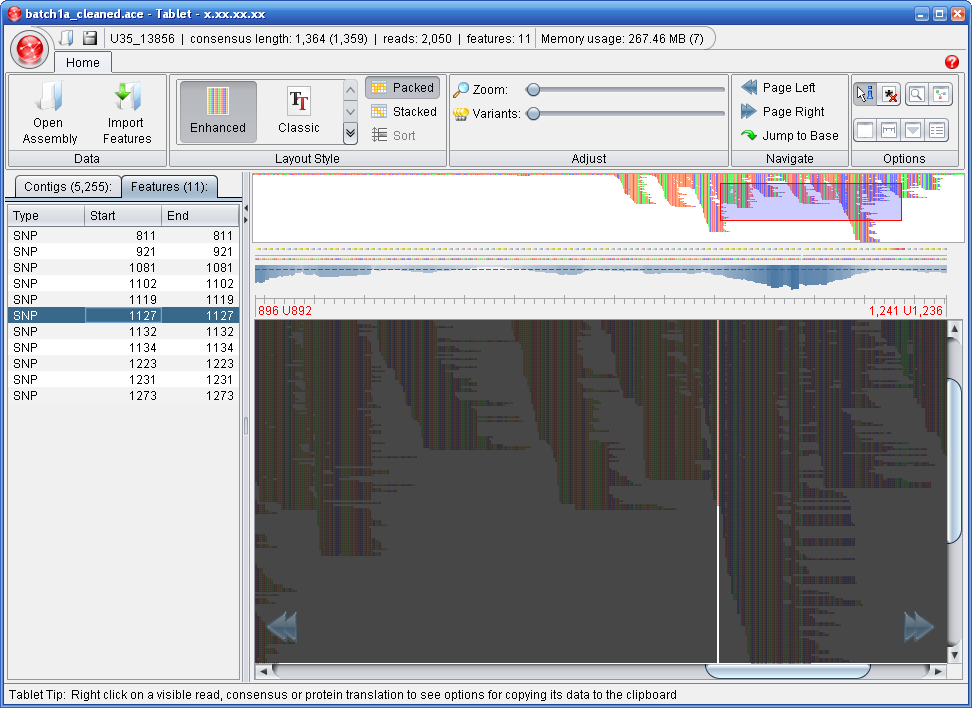 batch1a_cleaned.ace - Tablet - x.xx.xx.xx
U35_13856 | consensus length: 1,364 (1,359) | reads: 2,050 | features: 11 Memory usage: 267.46 MB (7)
Home
Open Assembly
Import Features
Data
Enhanced
Classic
Packed
Stacked
Sort
Layout Style
Zoom:
Variants:
Adjust
Page Left
Page Right
Jump to Base
Navigate
Options
Contigs (5,255):
Features (11):
Type Start End
SNP 811 811
SNP 921 921
SNP 1081 1081
SNP 1102 1102
SNP 1119 1119
SNP 1127 1127
SNP 1132 1132
SNP 1134 1134
SNP 1223 1223
SNP 1231 1231
SNP 1273 1273
896 U892
1,241 U1,236
Tablet Tip: Right click on a visible read, consensus or protein translation to see options for copying its data to the clipboard